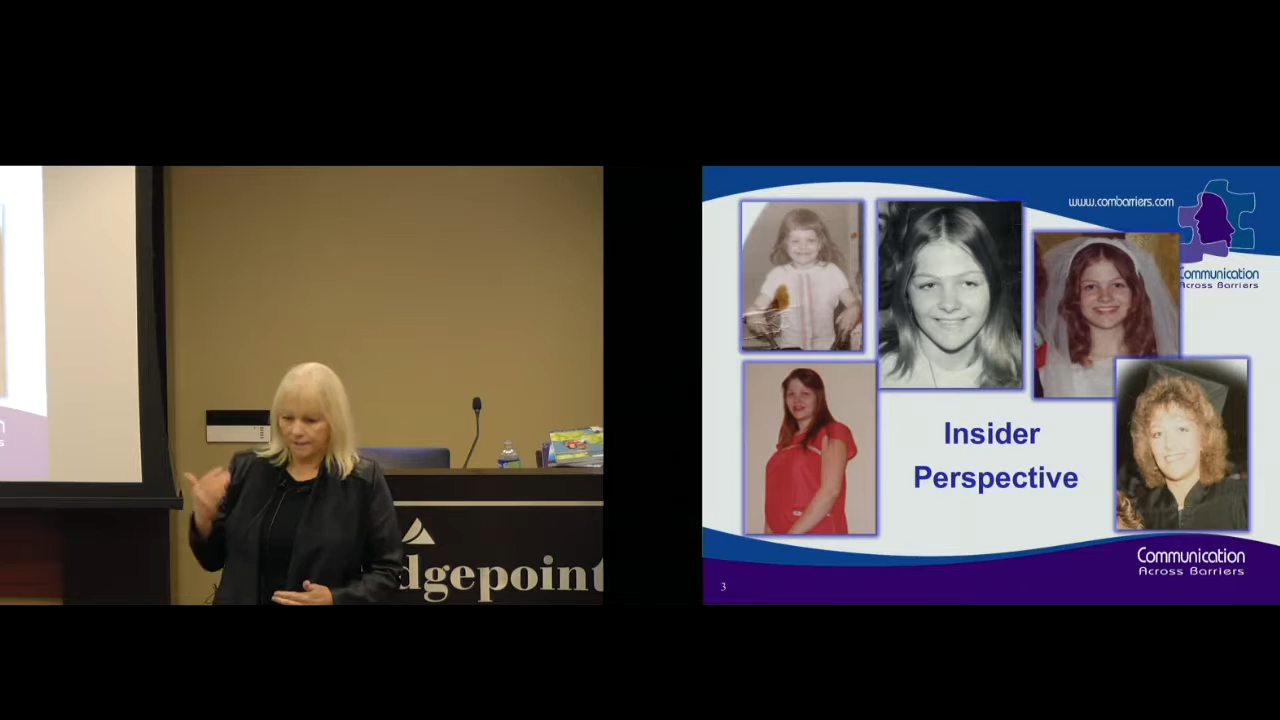 dgepoint
www.combarriers.com
Communication
Across Barriers
Insider
Perspective
Communication
Across Barriers
3